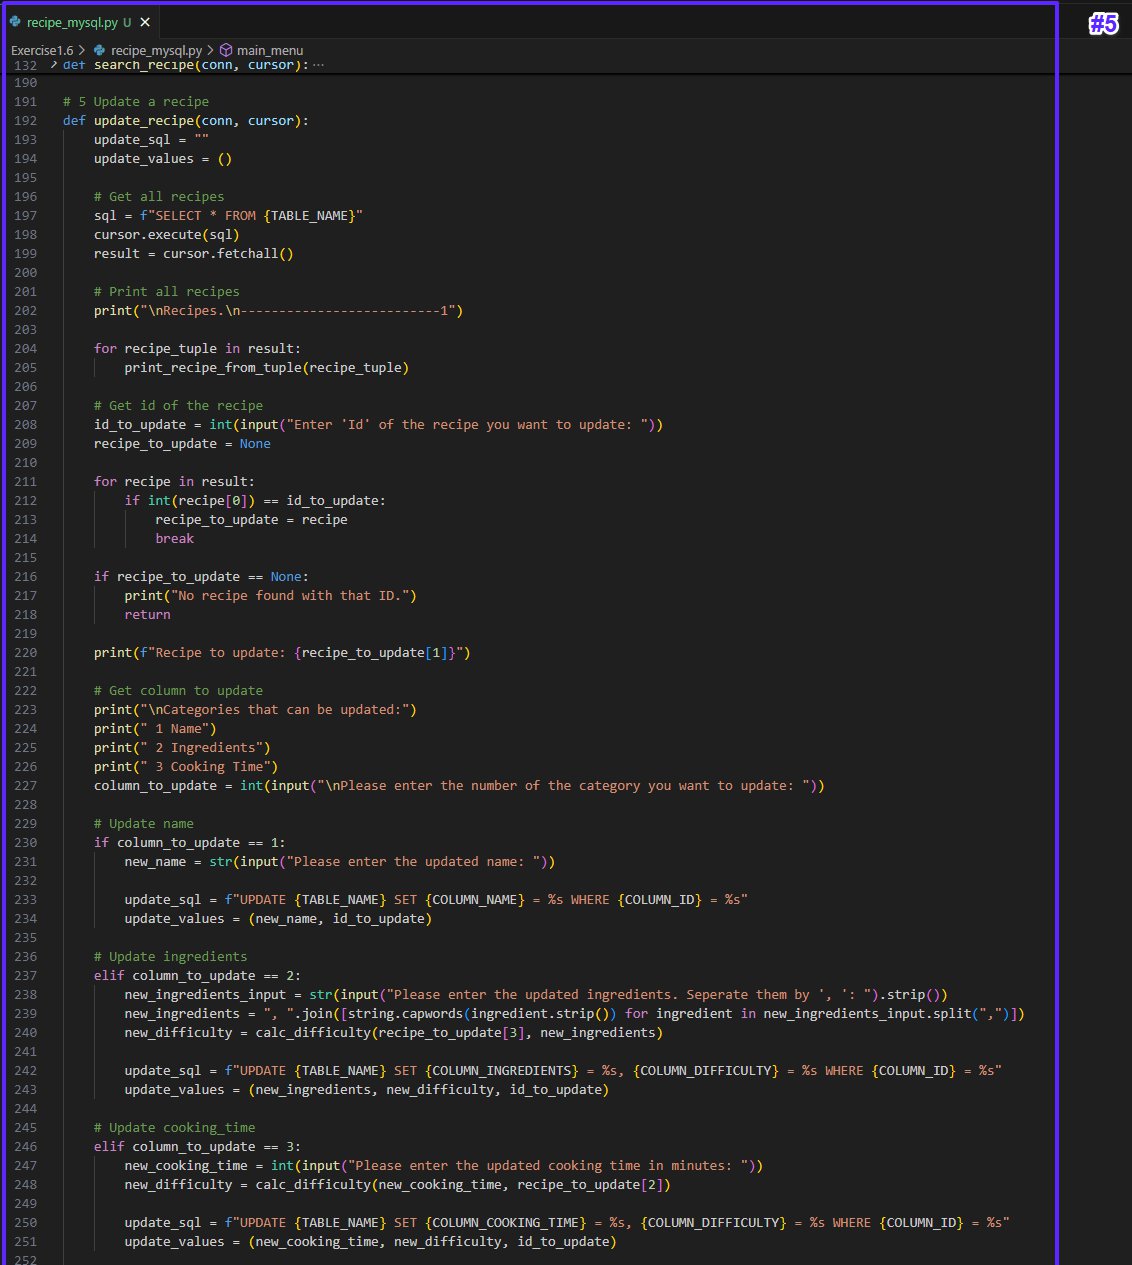 recipe_mysql.py U ✕
#5
Exercise1.6 > recipe_mysql.py > main_menu
132 > def search_recipe(conn, cursor): ···
190
191 # 5 Update a recipe
192 def update_recipe(conn, cursor):
193     update_sql = ""
194     update_values = ()
195
196     # Get all recipes
197     sql = f"SELECT * FROM {TABLE_NAME}"
198     cursor.execute(sql)
199     result = cursor.fetchall()
200
201     # Print all recipes
202     print("\nRecipes.\n--------------------------1")
203
204     for recipe_tuple in result:
205         print_recipe_from_tuple(recipe_tuple)
206
207     # Get id of the recipe
208     id_to_update = int(input("Enter 'Id' of the recipe you want to update: "))
209     recipe_to_update = None
210
211     for recipe in result:
212         if int(recipe[0]) == id_to_update:
213             recipe_to_update = recipe
214             break
215
216     if recipe_to_update == None:
217         print("No recipe found with that ID.")
218         return
219
220     print(f"Recipe to update: {recipe_to_update[1]}")
221
222     # Get column to update
223     print("\nCategories that can be updated:")
224     print(" 1 Name")
225     print(" 2 Ingredients")
226     print(" 3 Cooking Time")
227     column_to_update = int(input("\nPlease enter the number of the category you want to update: "))
228
229     # Update name
230     if column_to_update == 1:
231         new_name = str(input("Please enter the updated name: "))
232
233         update_sql = f"UPDATE {TABLE_NAME} SET {COLUMN_NAME} = %s WHERE {COLUMN_ID} = %s"
234         update_values = (new_name, id_to_update)
235
236     # Update ingredients
237     elif column_to_update == 2:
238         new_ingredients_input = str(input("Please enter the updated ingredients. Seperate them by ', ': ").strip())
239         new_ingredients = ", ".join([string.capwords(ingredient.strip()) for ingredient in new_ingredients_input.split(",")])
240         new_difficulty = calc_difficulty(recipe_to_update[3], new_ingredients)
241
242         update_sql = f"UPDATE {TABLE_NAME} SET {COLUMN_INGREDIENTS} = %s, {COLUMN_DIFFICULTY} = %s WHERE {COLUMN_ID} = %s"
243         update_values = (new_ingredients, new_difficulty, id_to_update)
244
245     # Update cooking_time
246     elif column_to_update == 3:
247         new_cooking_time = int(input("Please enter the updated cooking time in minutes: "))
248         new_difficulty = calc_difficulty(new_cooking_time, recipe_to_update[2])
249
250         update_sql = f"UPDATE {TABLE_NAME} SET {COLUMN_COOKING_TIME} = %s, {COLUMN_DIFFICULTY} = %s WHERE {COLUMN_ID} = %s"
251         update_values = (new_cooking_time, new_difficulty, id_to_update)
252